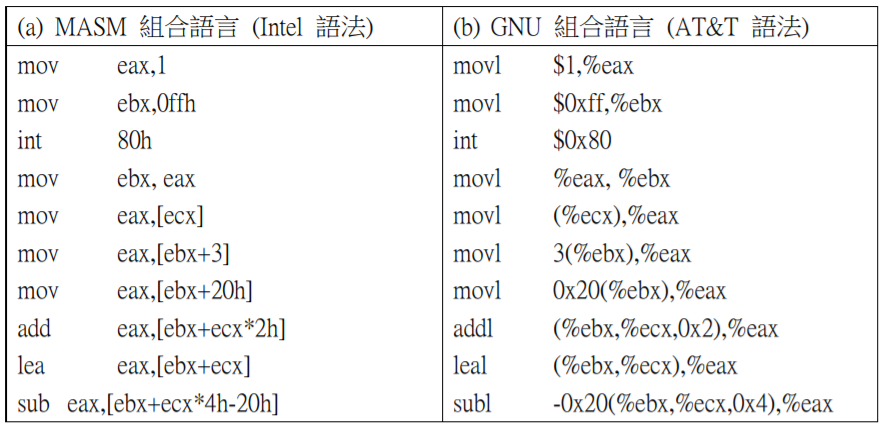 (a) MASM 組合語言 (Intel 語法) (b) GNU 組合語言 (AT&T 語法)
mov eax,1 movl $1,%eax
mov ebx,0ffh movl $0xff,%ebx
int 80h int $0x80
mov ebx, eax movl %eax, %ebx
mov eax,[ecx] movl (%ecx),%eax
mov eax,[ebx+3] movl 3(%ebx),%eax
mov eax,[ebx+20h] movl 0x20(%ebx),%eax
add eax,[ebx+ecx*2h] addl (%ebx,%ecx,0x2),%eax
lea eax,[ebx+ecx] leal (%ebx,%ecx),%eax
sub eax,[ebx+ecx*4h-20h] subl -0x20(%ebx,%ecx,0x4),%eax